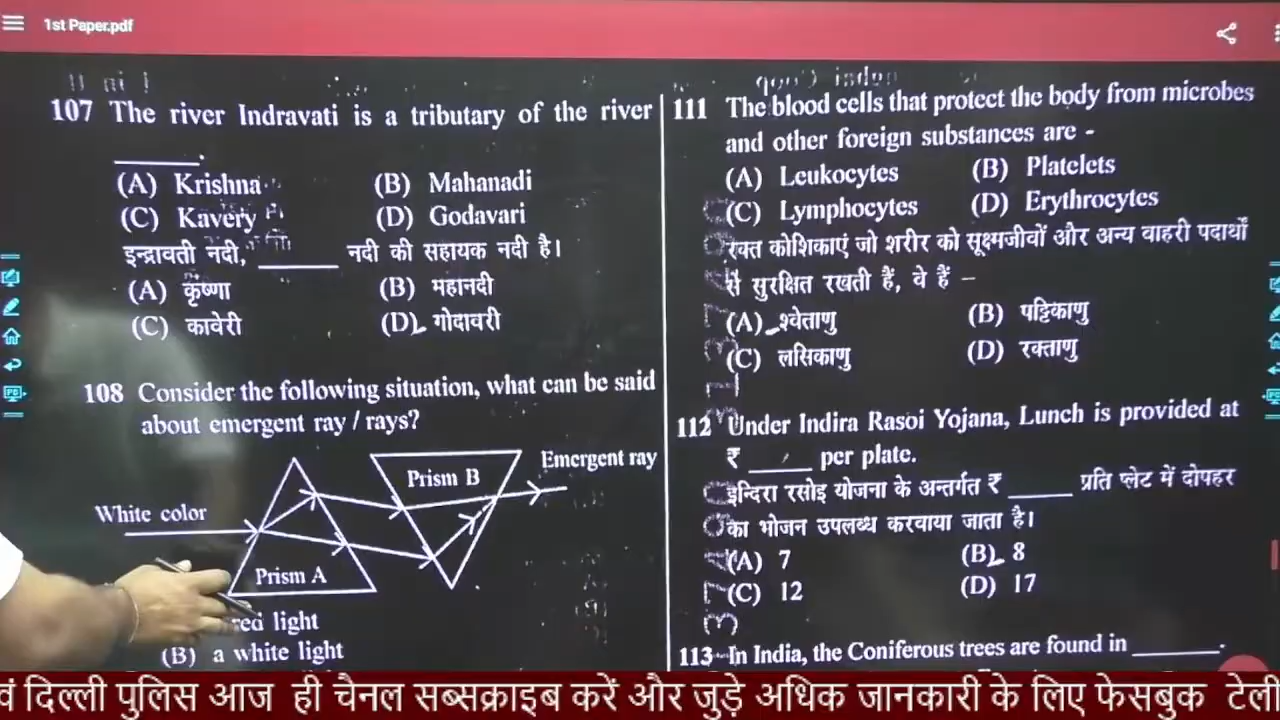 1st Paper.pdf
107 The river Indravati is a tributary of the river
______.
(A) Krishna (B) Mahanadi
(C) Kavery (D) Godavari
इन्द्रावती नदी, ______ नदी की सहायक नदी है।
(A) कृष्णा (B) महानदी
(C) कावेरी (D) गोदावरी
108 Consider the following situation, what can be said
about emergent ray / rays?
Prism B Emergent ray
White color
Prism A
red light
(B) a white light
111 The blood cells that protect the body from microbes
and other foreign substances are -
(A) Leukocytes (B) Platelets
(C) Lymphocytes (D) Erythrocytes
रक्त कोशिकाएं जो शरीर को सूक्ष्मजीवों और अन्य वाहरी पदार्थों
से सुरक्षित रखती हैं, वे हैं –
(A) श्वेताणु (B) पट्टिकाणु
(C) लसिकाणु (D) रक्ताणु
112 Under Indira Rasoi Yojana, Lunch is provided at
₹ ______ per plate.
इन्दिरा रसोइ योजना के अन्तर्गत ₹ ______ प्रति प्लेट में दोपहर
का भोजन उपलब्ध करवाया जाता है।
(A) 7 (B) 8
(C) 12 (D) 17
113 In India, the Coniferous trees are found in ______.
वं दिल्ली पुलिस आज ही चैनल सब्सक्राइब करें और जुड़े अधिक जानकारी के लिए फेसबुक टेली